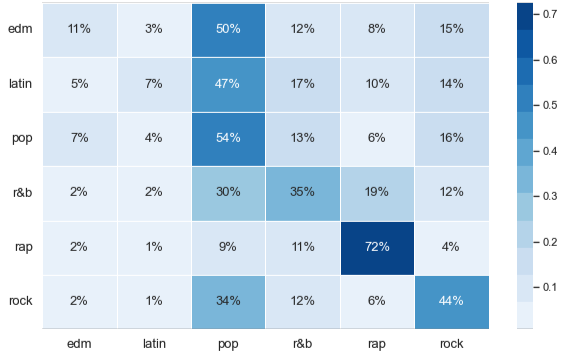 edm 11% 3% 50% 12% 8% 15%
latin 5% 7% 47% 17% 10% 14%
pop 7% 4% 54% 13% 6% 16%
r&b 2% 2% 30% 35% 19% 12%
rap 2% 1% 9% 11% 72% 4%
rock 2% 1% 34% 12% 6% 44%
edm latin pop r&b rap rock
0.7
0.6
0.5
0.4
0.3
0.2
0.1